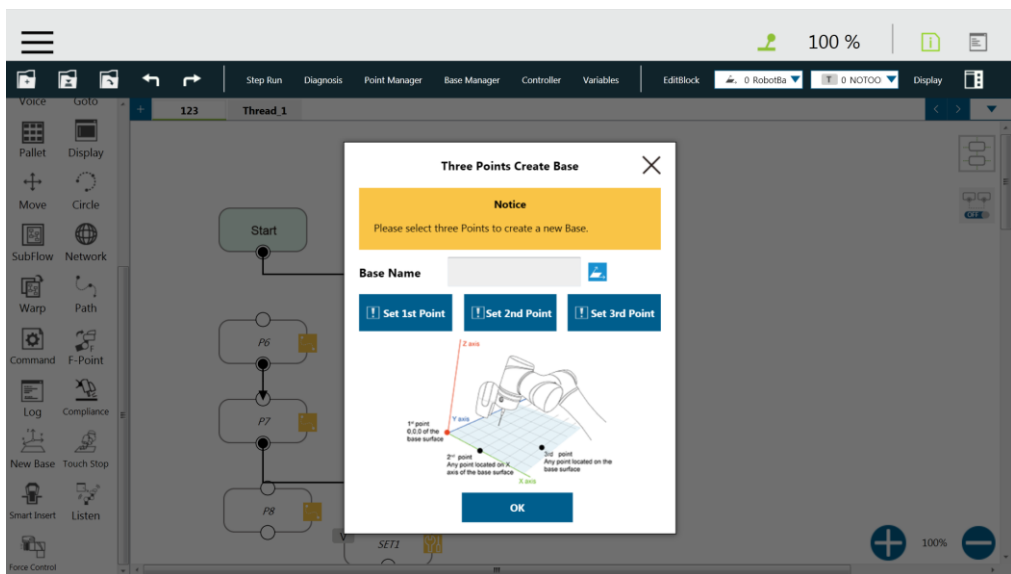 100 %
Step Run Diagnosis Point Manager Base Manager Controller Variables EditBlock 0 RobotBa T 0 NOTOO Display
Voice Goto
+ 123 Thread_1
Pallet Display
Move Circle
SubFlow Network
Warp Path
Command F-Point
Log Compliance
New Base Touch Stop
Smart Insert Listen
Force Control
OFF
Start
P6
P7
P8
V SET1
Three Points Create Base
Notice
Please select three Points to create a new Base.
Base Name
Set 1st Point Set 2nd Point Set 3rd Point
Z axis
Y axis
1st point
0,0,0 of the
base surface
2nd point
Any point located on X
axis of the base surface
3rd point
Any point located on the
base surface
X axis
OK
100%